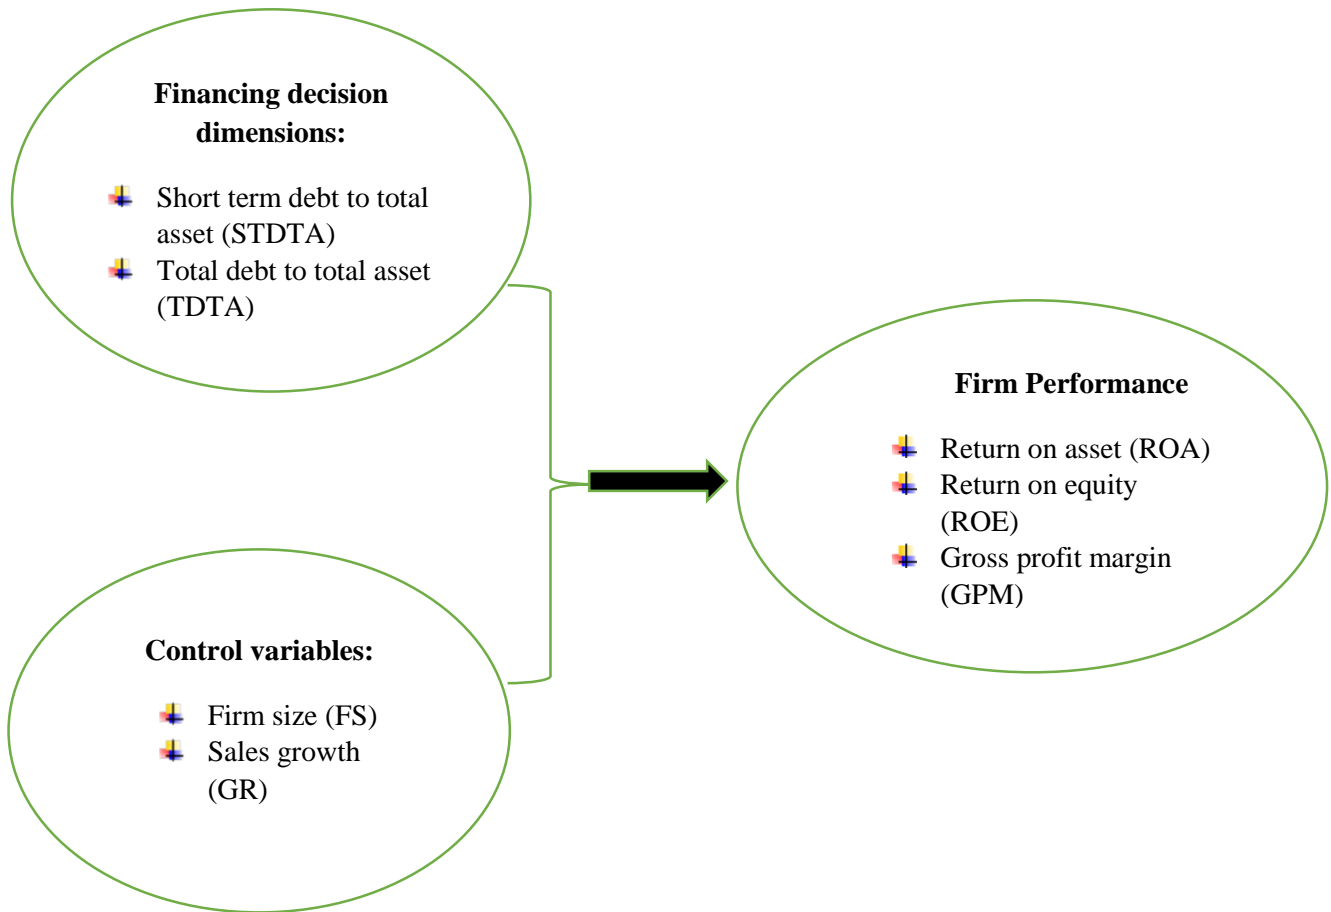 Financing decision
dimensions:
Short term debt to total
asset (STDTA)
Total debt to total asset
(TDTA)
Firm Performance
Return on asset (ROA)
Return on equity
(ROE)
Gross profit margin
(GPM)
Control variables:
Firm size (FS)
Sales growth
(GR)